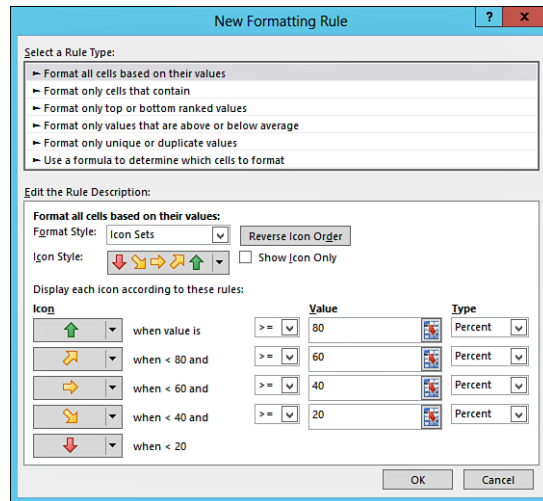 New Formatting Rule
? x
Select a Rule Type:
► Format all cells based on their values
► Format only cells that contain
► Format only top or bottom ranked values
► Format only values that are above or below average
► Format only unique or duplicate values
► Use a formula to determine which cells to format
Edit the Rule Description:
Format all cells based on their values:
Format Style: Icon Sets Reverse Icon Order
Icon Style: Show Icon Only
Display each icon according to these rules:
Icon Value Type
when value is >= 80 Percent
when < 80 and >= 60 Percent
when < 60 and >= 40 Percent
when < 40 and >= 20 Percent
when < 20
OK Cancel